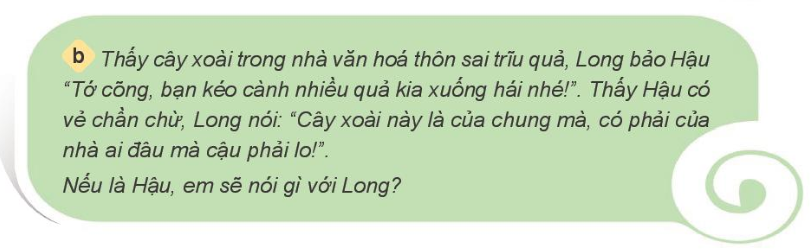 b Thấy cây xoài trong nhà văn hoá thôn sai trĩu quả, Long bảo Hậu
“Tớ cõng, bạn kéo cành nhiều quả kia xuống hái nhé!”. Thấy Hậu có
vẻ chần chừ, Long nói: “Cây xoài này là của chung mà, có phải của
nhà ai đâu mà cậu phải lo!”.
Nếu là Hậu, em sẽ nói gì với Long?